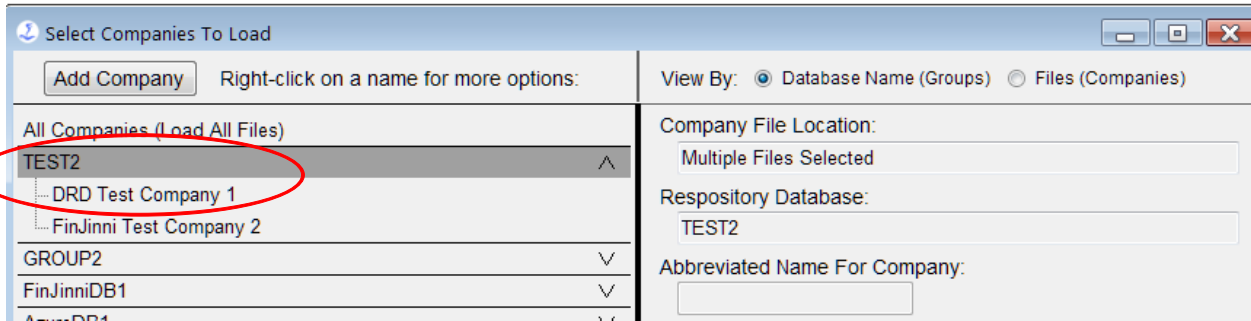 Select Companies To Load
Add Company Right-click on a name for more options:
View By: Database Name (Groups) Files (Companies)
All Companies (Load All Files)
TEST2
DRD Test Company 1
FinJinni Test Company 2
GROUP2
FinJinniDB1
AzureDB1
Company File Location:
Multiple Files Selected
Respository Database:
TEST2
Abbreviated Name For Company: